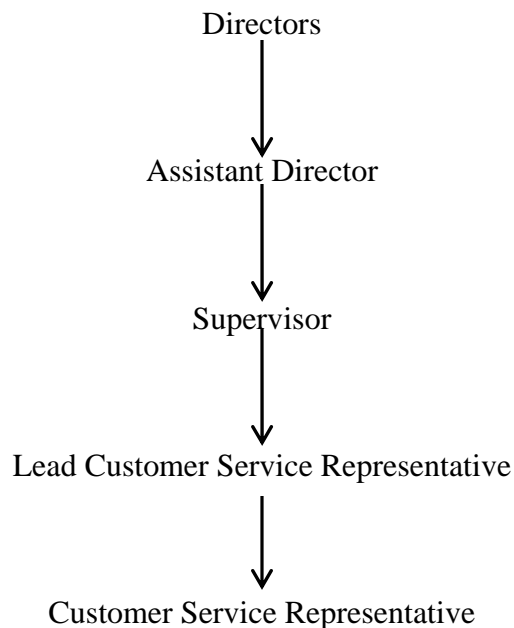 Directors
Assistant Director
Supervisor
Lead Customer Service Representative
Customer Service Representative